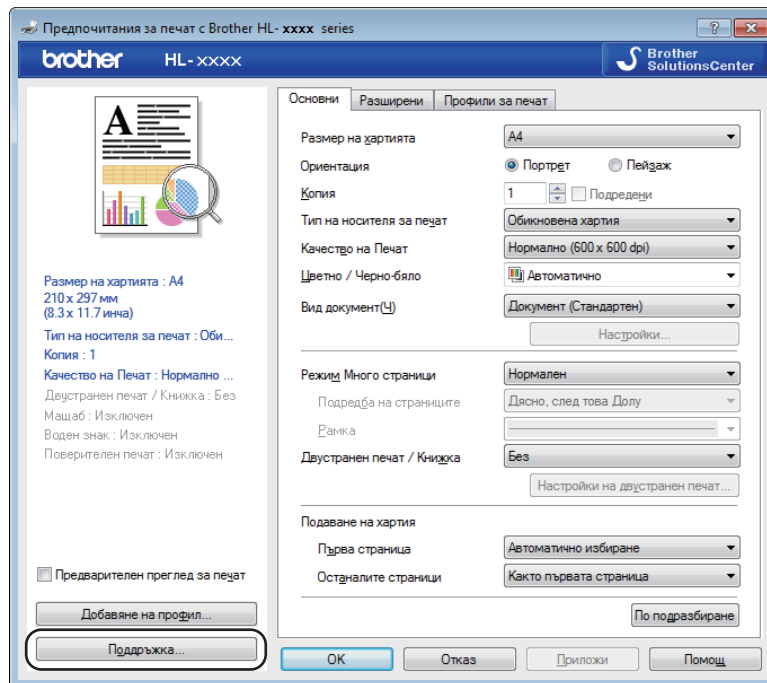 Предпочитания за печат с Brother HL- xxxx series
brother HL-xxxx
Brother
SolutionsCenter
A
Размер на хартията : A4
210 x 297 мм
(8.3 x 11.7 инча)
Тип на носителя за печат : Оби...
Копия : 1
Качество на Печат : Нормално ...
Двустранен печат / Книжка : Без
Мащаб : Изключен
Воден знак : Изключен
Поверителен печат : Изключен
Предварителен преглед за печат
Добавяне на профил...
Поддръжка...
Основни Разширени Профили за печат
Размер на хартията A4
Ориентация Портрет Пейзаж
Копия 1 Подредени
Тип на носителя за печат Обикновена хартия
Качество на Печат Нормално (600 x 600 dpi)
Цветно / Черно-бяло Автоматично
Вид документ(Ч) Документ (Стандартен)
Настройки...
Режим Много страници Нормален
Подредба на страниците Дясно, след това Долу
Рамка
Двустранен печат / Книжка Без
Настройки на двустранен печат...
Подаване на хартия
Първа страница Автоматично избиране
Останалите страници Както първата страница
По подразбиране
OK Отказ Приложи Помощ